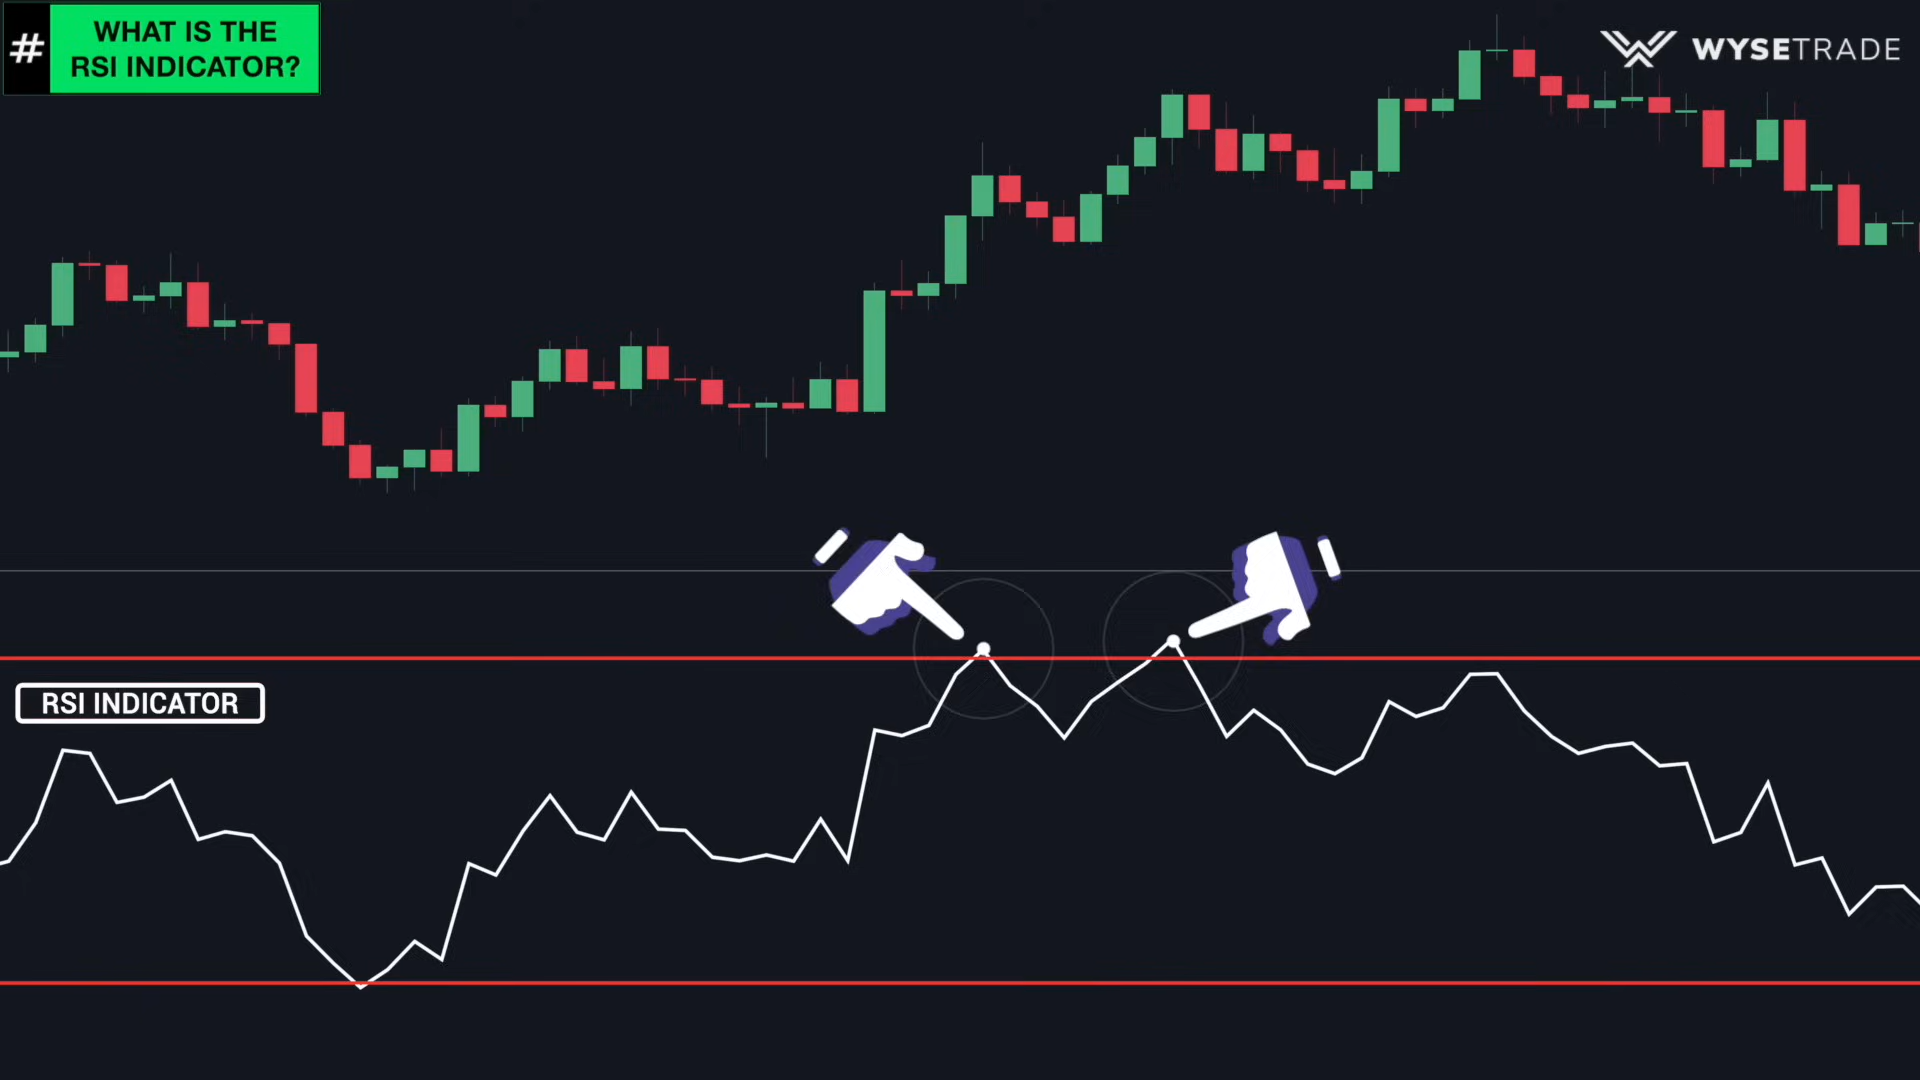 #
WHAT IS THE
RSI INDICATOR?
WYSETRADE
RSI INDICATOR